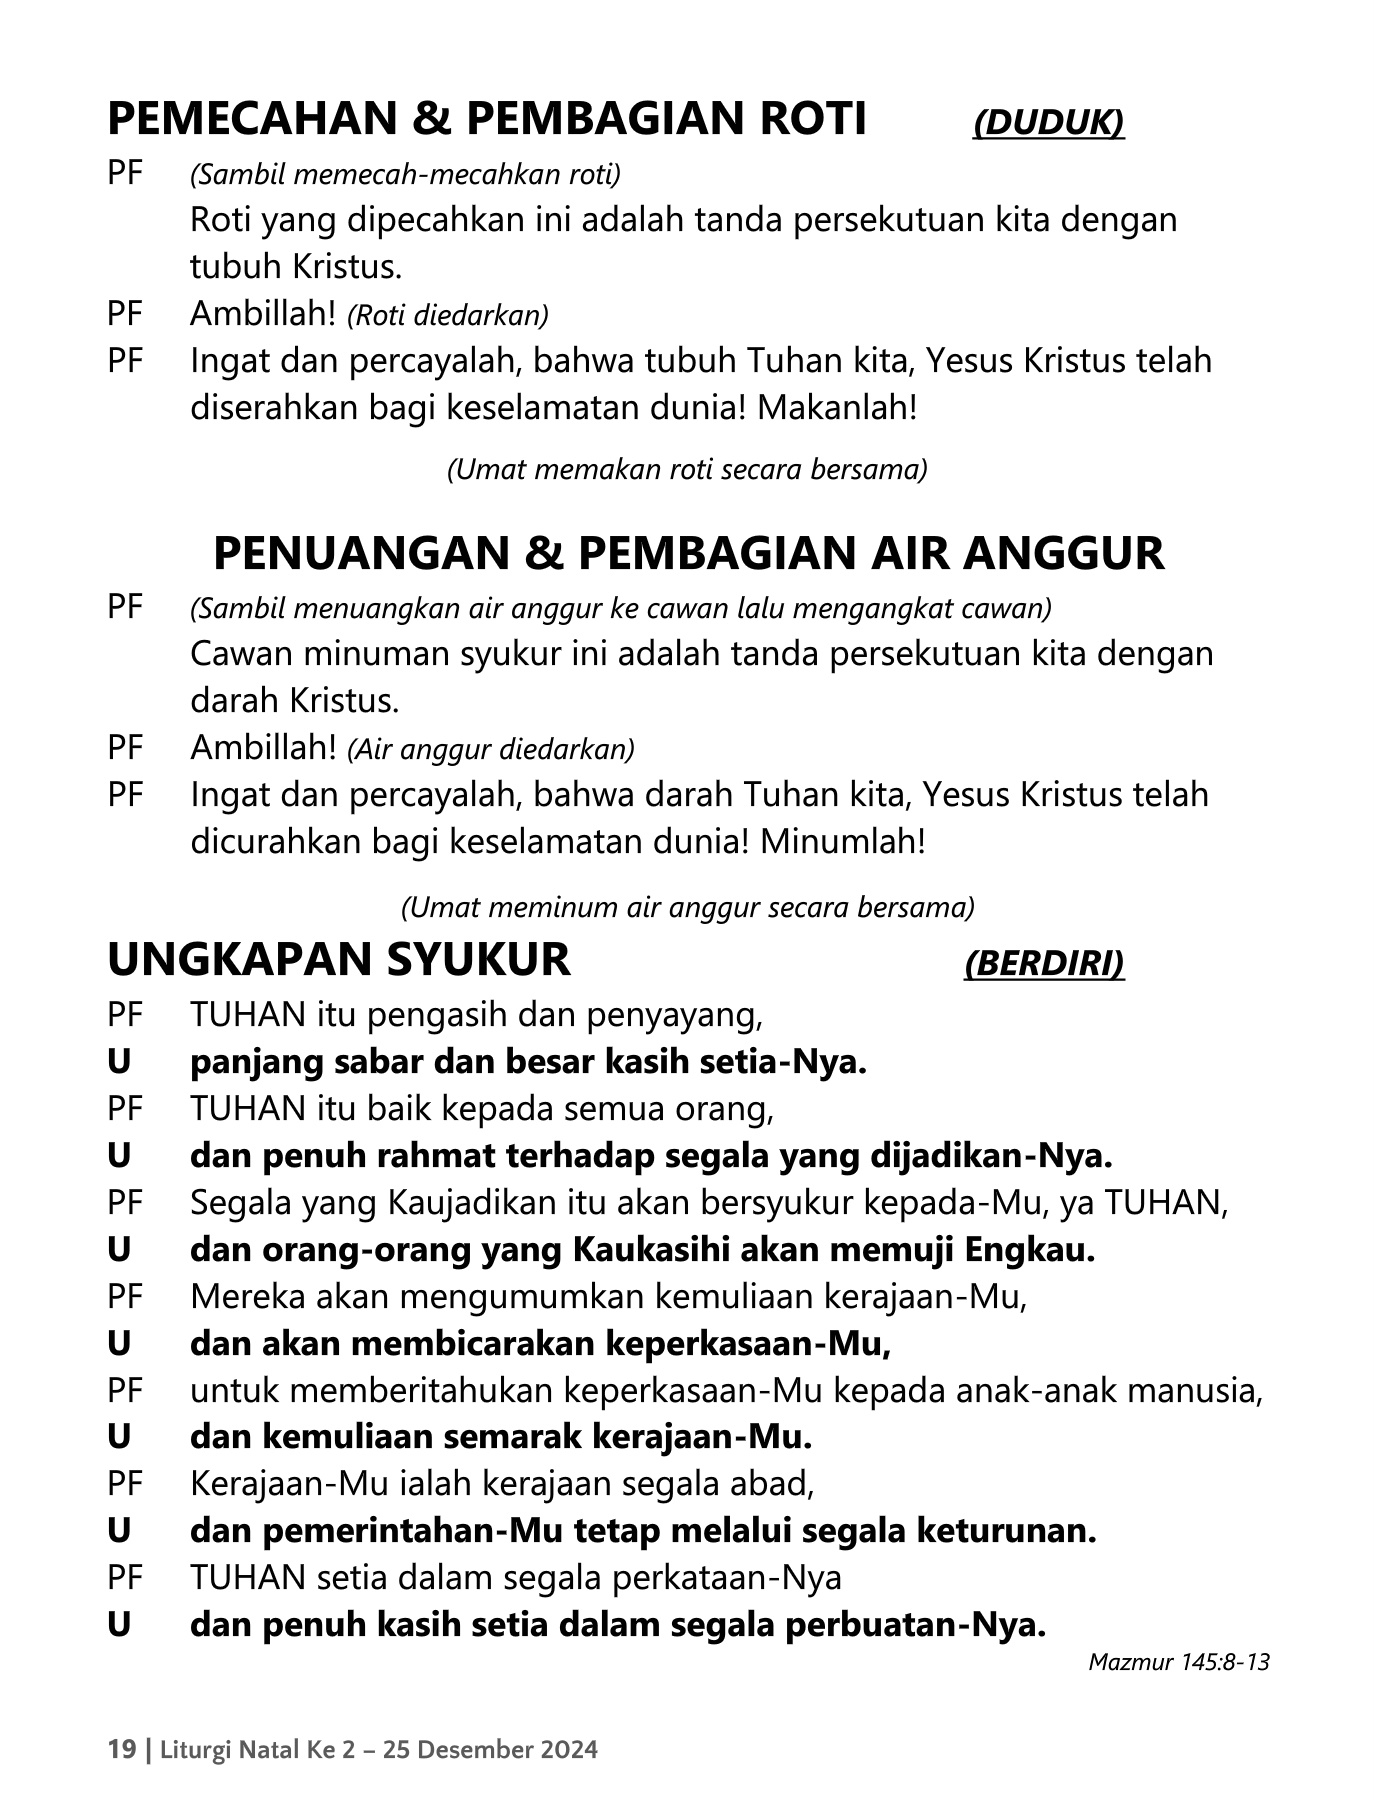 PEMECAHAN & PEMBAGIAN ROTI (DUDUK)
PF (Sambil memecah-mecahkan roti)
Roti yang dipecahkan ini adalah tanda persekutuan kita dengan
tubuh Kristus.
PF Ambillah! (Roti diedarkan)
PF Ingat dan percayalah, bahwa tubuh Tuhan kita, Yesus Kristus telah
diserahkan bagi keselamatan dunia! Makanlah!
(Umat memakan roti secara bersama)
PENUANGAN & PEMBAGIAN AIR ANGGUR
PF (Sambil menuangkan air anggur ke cawan lalu mengangkat cawan)
Cawan minuman syukur ini adalah tanda persekutuan kita dengan
darah Kristus.
PF Ambillah! (Air anggur diedarkan)
PF Ingat dan percayalah, bahwa darah Tuhan kita, Yesus Kristus telah
dicurahkan bagi keselamatan dunia! Minumlah!
(Umat meminum air anggur secara bersama)
UNGKAPAN SYUKUR (BERDIRI)
PF TUHAN itu pengasih dan penyayang,
U panjang sabar dan besar kasih setia-Nya.
PF TUHAN itu baik kepada semua orang,
U dan penuh rahmat terhadap segala yang dijadikan-Nya.
PF Segala yang Kaujadikan itu akan bersyukur kepada-Mu, ya TUHAN,
U dan orang-orang yang Kaukasihi akan memuji Engkau.
PF Mereka akan mengumumkan kemuliaan kerajaan-Mu,
U dan akan membicarakan keperkasaan-Mu,
PF untuk memberitahukan keperkasaan-Mu kepada anak-anak manusia,
U dan kemuliaan semarak kerajaan-Mu.
PF Kerajaan-Mu ialah kerajaan segala abad,
U dan pemerintahan-Mu tetap melalui segala keturunan.
PF TUHAN setia dalam segala perkataan-Nya
U dan penuh kasih setia dalam segala perbuatan-Nya.
Mazmur 145:8-13
19 | Liturgi Natal Ke 2 – 25 Desember 2024